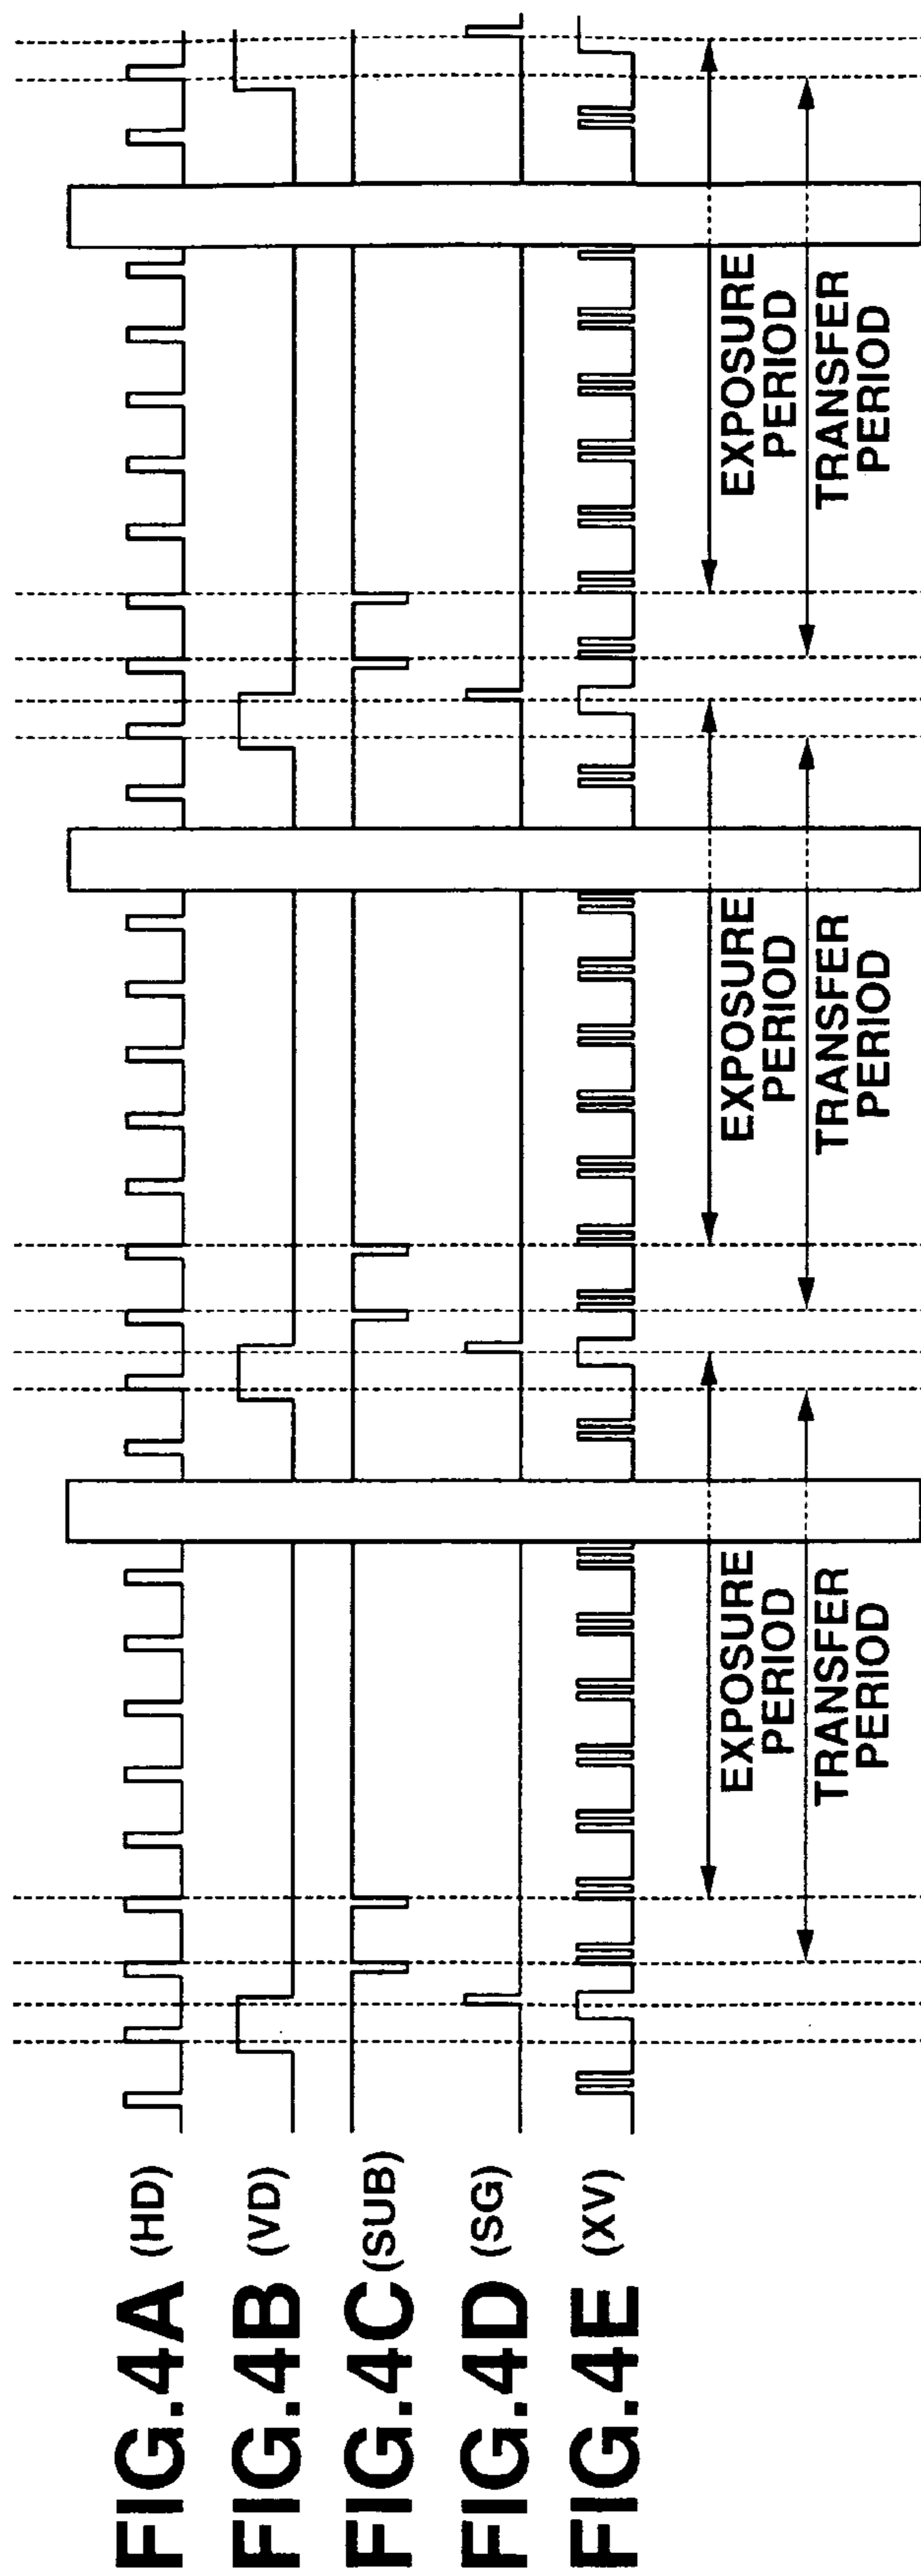 FIG.4A (HD)
FIG.4B (VD)
FIG.4C (SUB)
FIG.4D (SG)
FIG.4E (XV)
EXPOSURE
PERIOD
TRANSFER
PERIOD
EXPOSURE
PERIOD
TRANSFER
PERIOD
EXPOSURE
PERIOD
TRANSFER
PERIOD